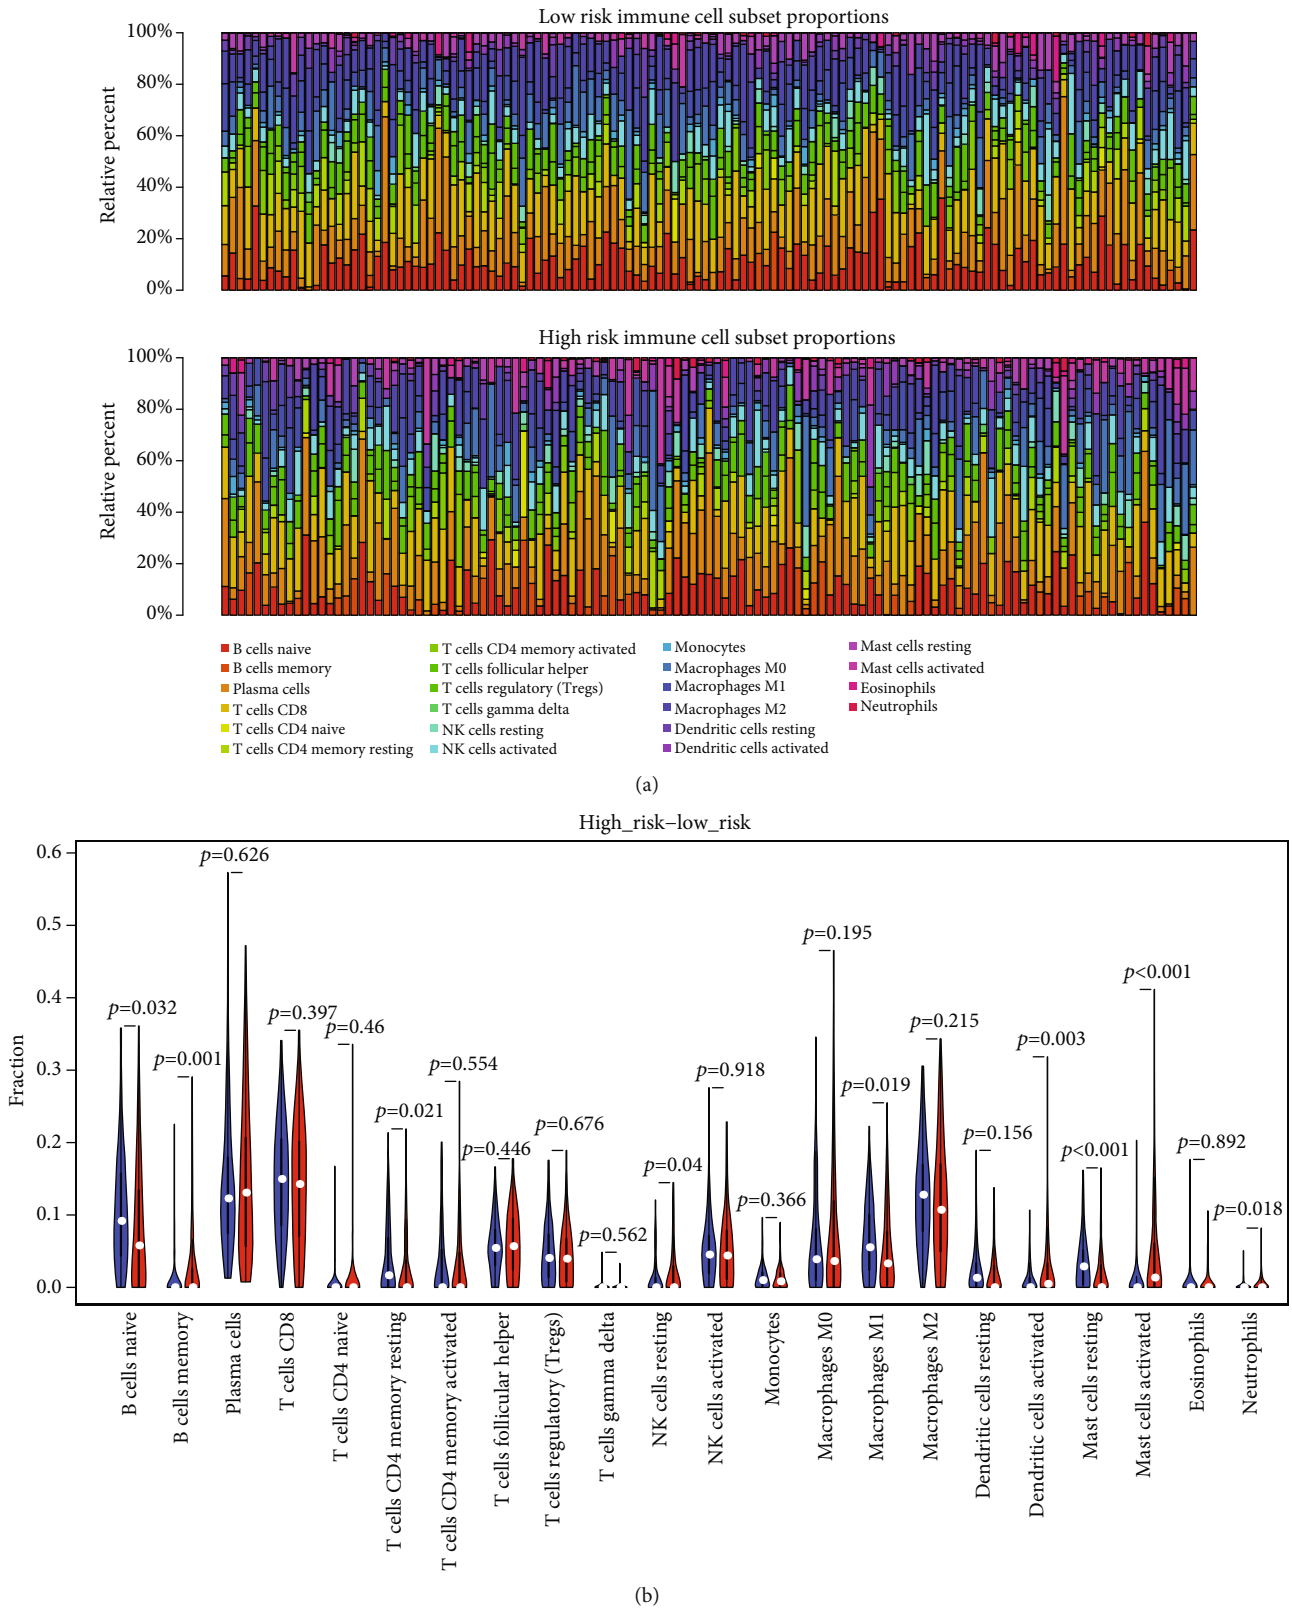 Low risk immune cell subset proportions
100%
80%
60%
40%
20%
0%
Relative percent
High risk immune cell subset proportions
100%
80%
60%
40%
20%
0%
Relative percent
B cells naive
B cells memory
Plasma cells
T cells CD8
T cells CD4 naive
T cells CD4 memory resting
T cells CD4 memory activated
T cells follicular helper
T cells regulatory (Tregs)
T cells gamma delta
NK cells resting
NK cells activated
Monocytes
Macrophages M0
Macrophages M1
Macrophages M2
Dendritic cells resting
Dendritic cells activated
Mast cells resting
Mast cells activated
Eosinophils
Neutrophils
(a)
High_risk−low_risk
0.6
0.5
0.4
0.3
0.2
0.1
0.0
Fraction
p=0.032
p=0.001
p=0.626
p=0.397
p=0.46
p=0.021
p=0.554
p=0.446
p=0.676
p=0.562
p=0.04
p=0.918
p=0.366
p=0.195
p=0.019
p=0.215
p=0.156
p=0.003
p<0.001
p<0.001
p=0.892
p=0.018
B cells naive
B cells memory
Plasma cells
T cells CD8
T cells CD4 naive
T cells CD4 memory resting
T cells CD4 memory activated
T cells follicular helper
T cells regulatory (Tregs)
T cells gamma delta
NK cells resting
NK cells activated
Monocytes
Macrophages M0
Macrophages M1
Macrophages M2
Dendritic cells resting
Dendritic cells activated
Mast cells resting
Mast cells activated
Eosinophils
Neutrophils
(b)